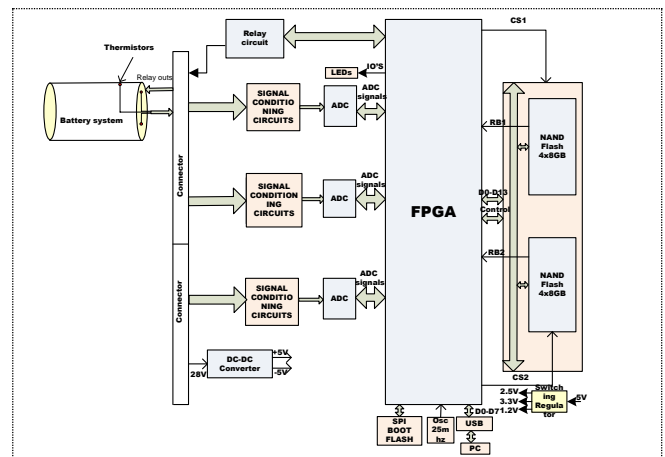 CS1
Thermistors
Relay
circuit
Relay outs
Battery system
IO'S
LEDs
SIGNAL
CONDITIO
NING
CIRCUITS
ADC
ADC
signals
RB1
NAND
Flash
4x8GB
Connector
SIGNAL
CONDITION
ING
CIRCUITS
ADC
ADC
signals
FPGA
D0-D13
Control
RB2
NAND
Flash
4x8GB
Connector
SIGNAL
CONDITIO
NING
CIRCUITS
ADC
ADC
signals
28V
DC-DC
Converter
+5V
-5V
CS2
2.5V
3.3V
1.2V
Switch
ing
Regula
tor
5V
SPI
BOOT
FLASH
Osc
25m
hz
D0-D7
USB
PC